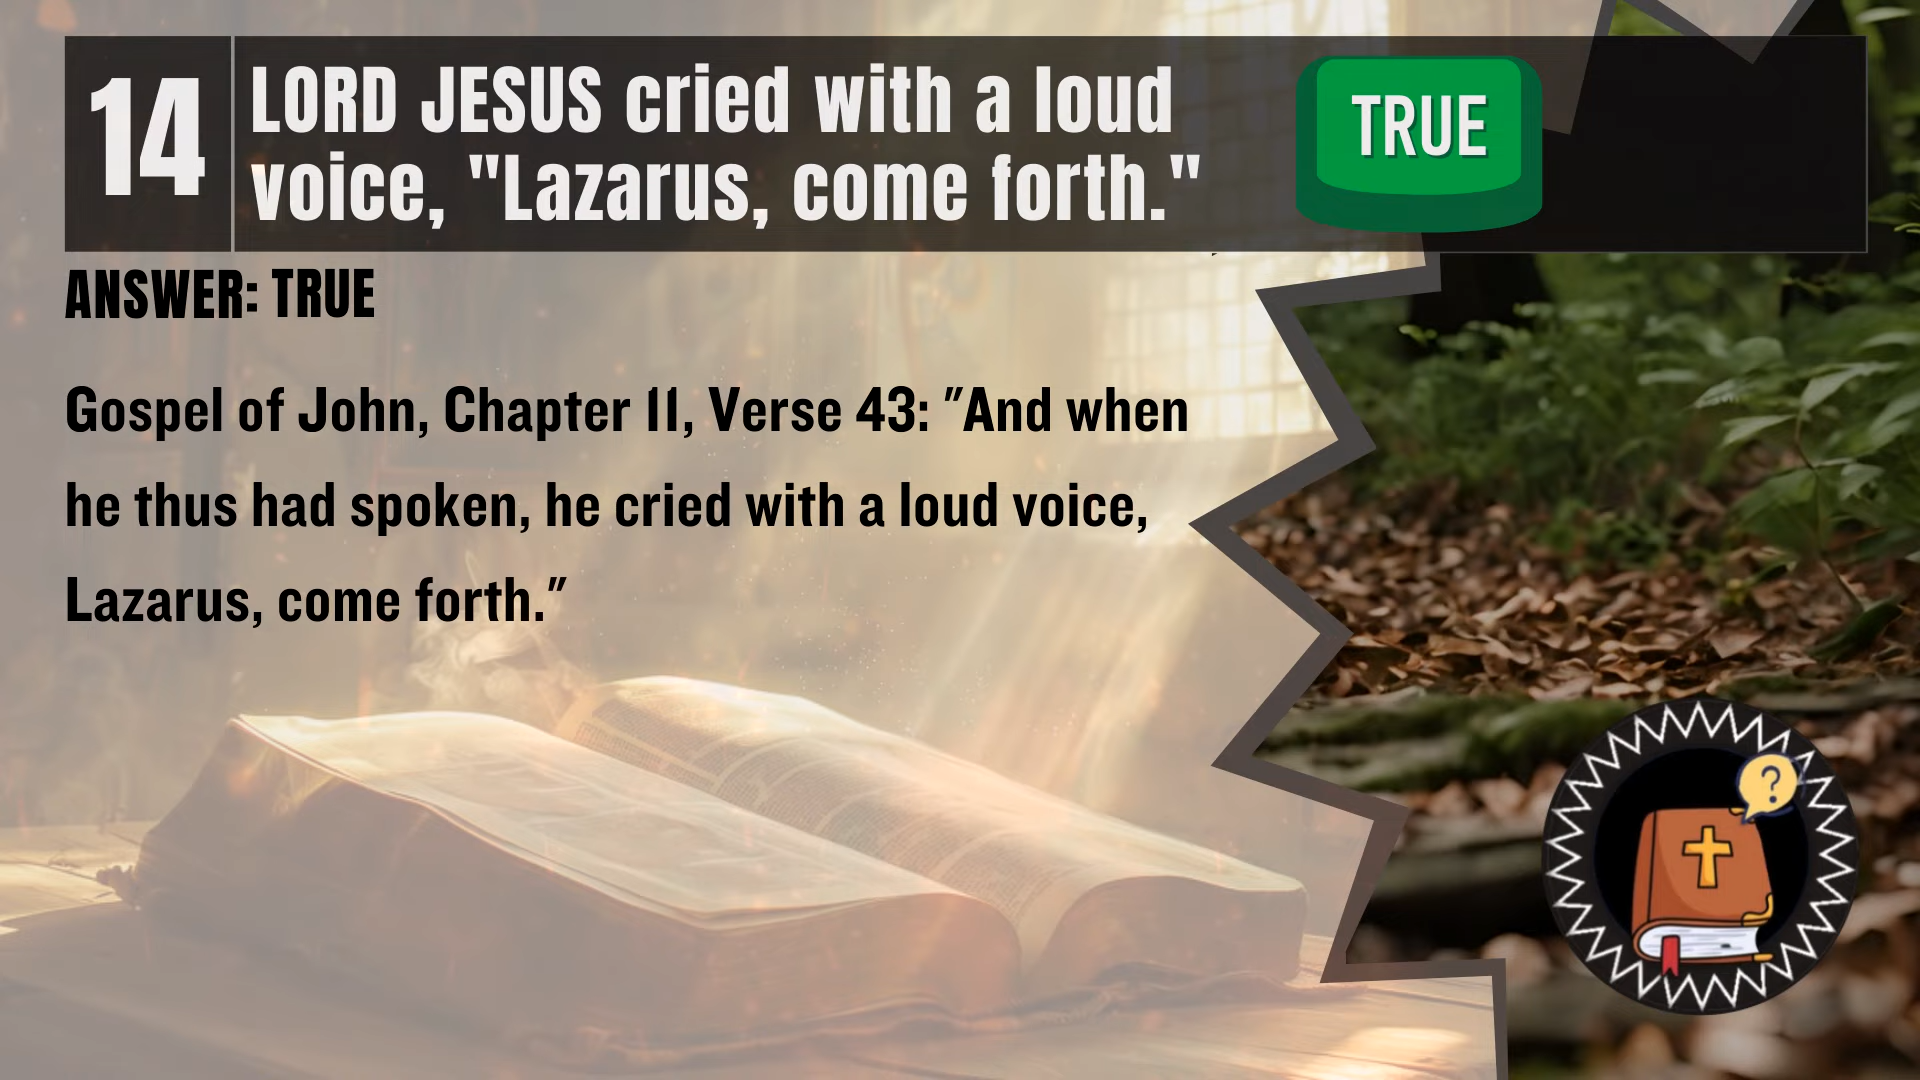 14
LORD JESUS cried with a loud
voice, "Lazarus, come forth."
TRUE
ANSWER: TRUE
Gospel of John, Chapter 11, Verse 43: "And when
he thus had spoken, he cried with a loud voice,
Lazarus, come forth."
?